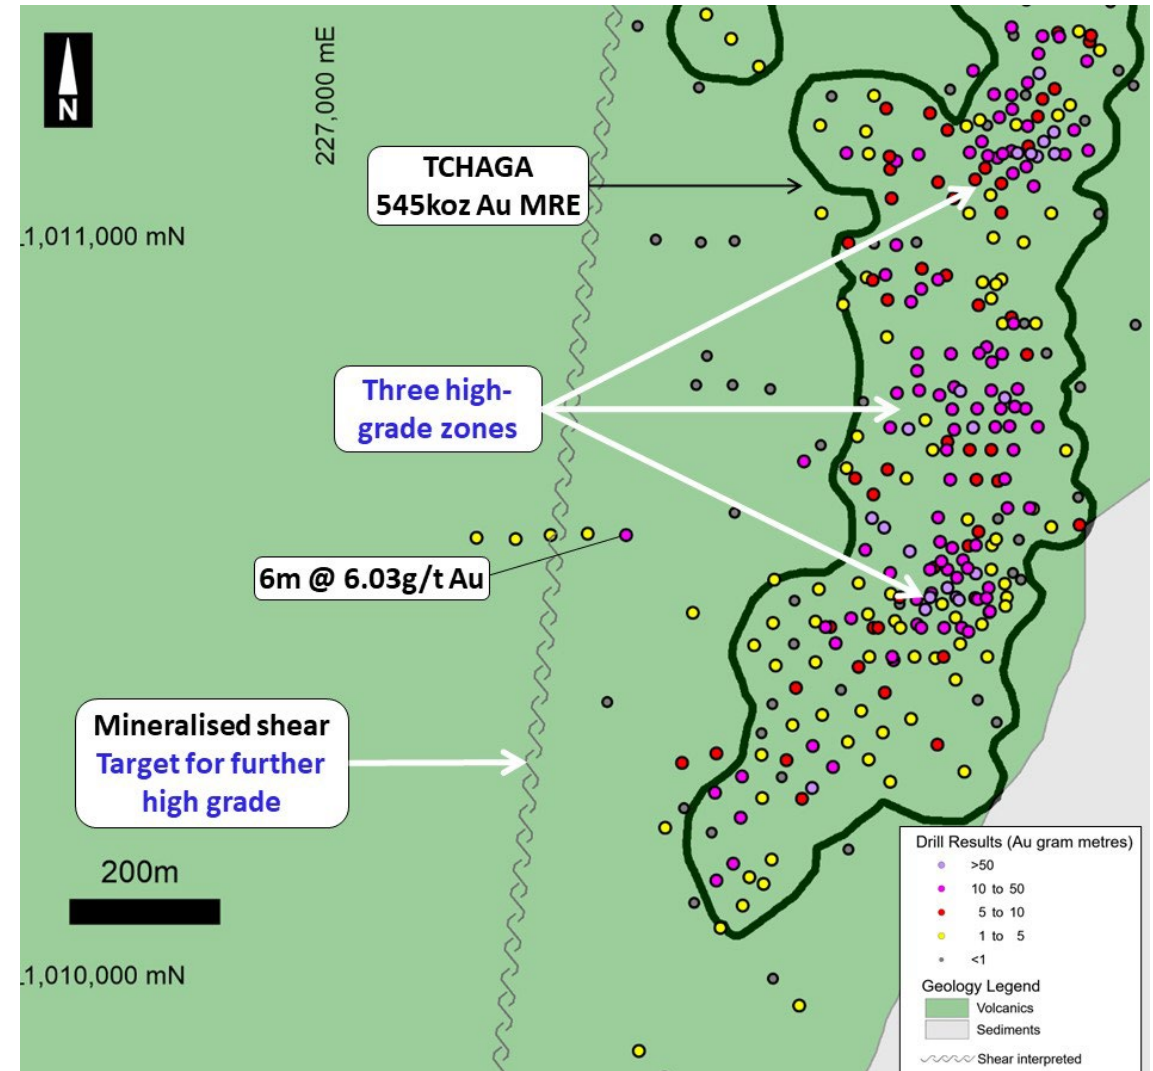 N
227,000 mE
TCHAGA
545koz Au MRE
1,011,000 mN
Three high-
grade zones
6m @ 6.03g/t Au
Mineralised shear
Target for further
high grade
200m
1,010,000 mN
Drill Results (Au gram metres)
>50
10 to 50
5 to 10
1 to 5
<1
Geology Legend
Volcanics
Sediments
Shear interpreted